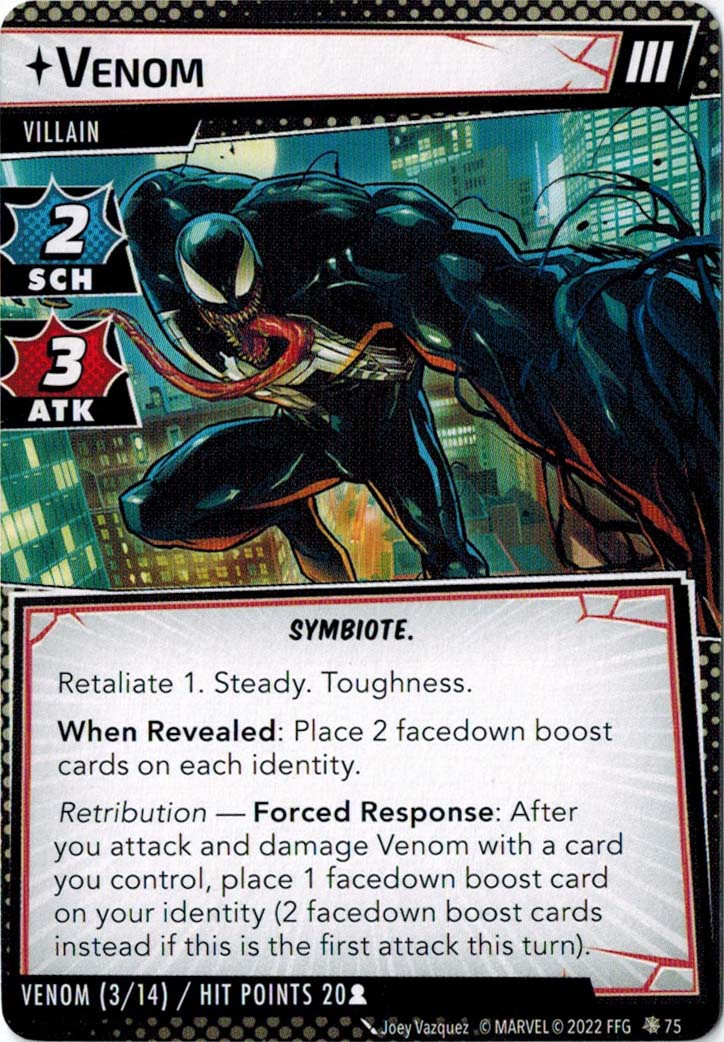 VENOM
III
VILLAIN
2
SCH
3
ATK
SYMBIOTE.
Retaliate 1. Steady. Toughness.
When Revealed: Place 2 facedown boost
cards on each identity.
Retribution — Forced Response: After
you attack and damage Venom with a card
you control, place 1 facedown boost card
on your identity (2 facedown boost cards
instead if this is the first attack this turn).
VENOM (3/14) / HIT POINTS 20
Joey Vazquez © MARVEL © 2022 FFG 75